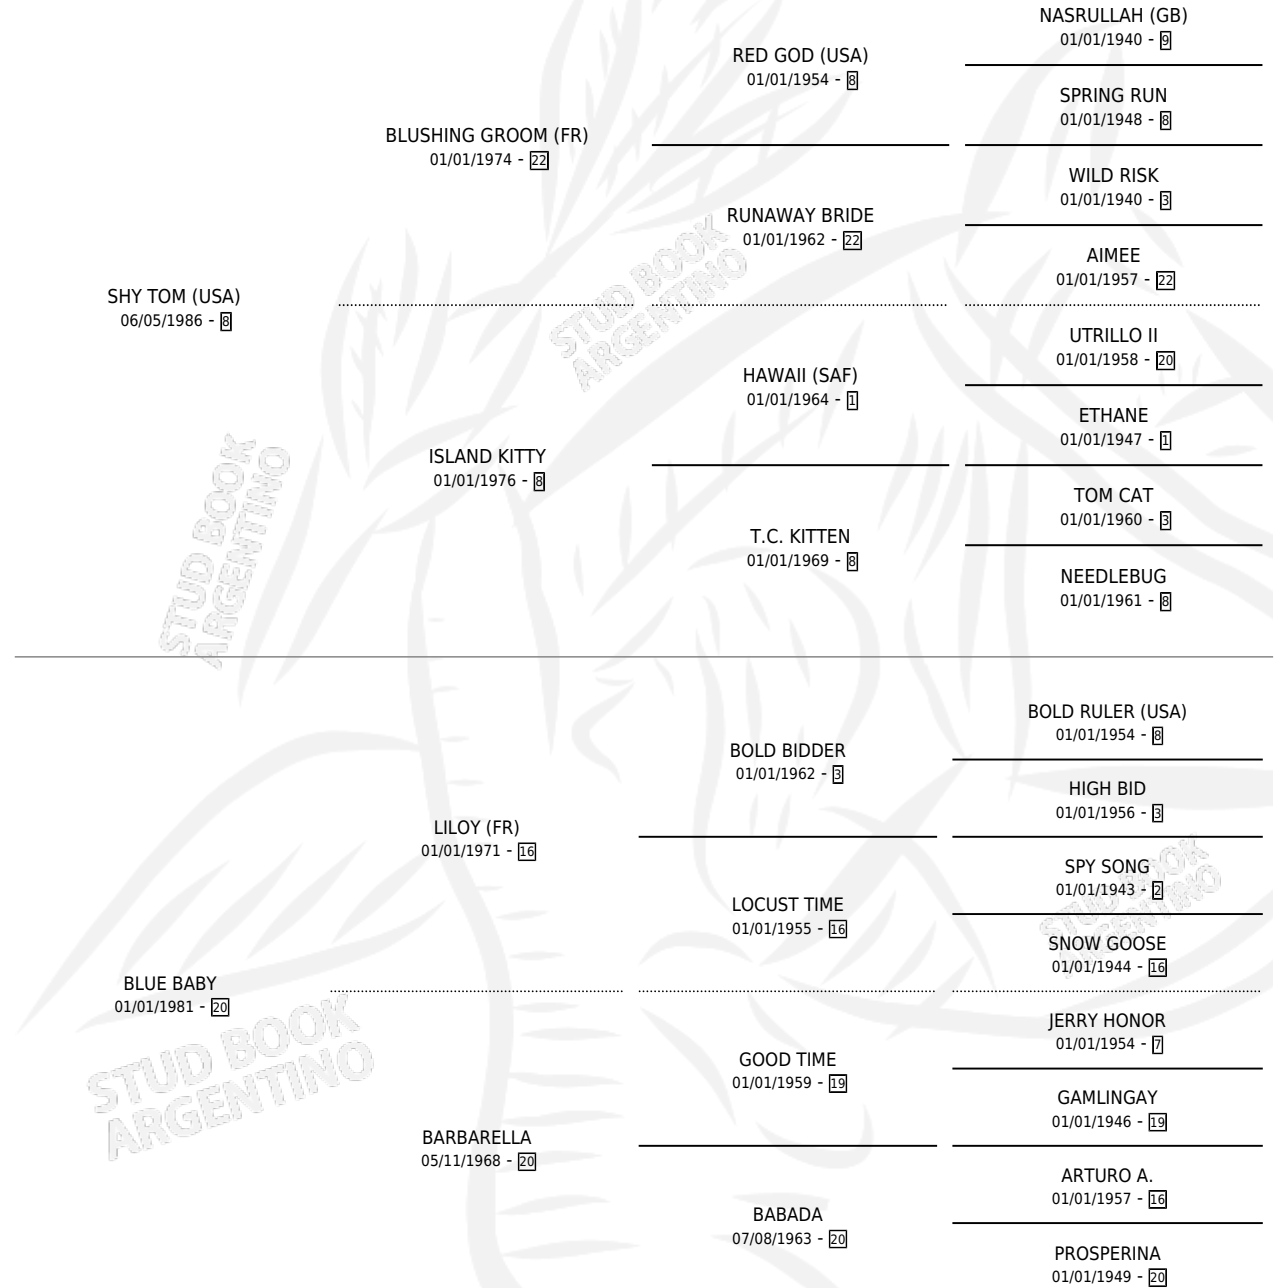 NASRULLAH (GB)
01/01/1940 - 9
RED GOD (USA)
01/01/1954 - 8
SPRING RUN
01/01/1948 - 8
BLUSHING GROOM (FR)
01/01/1974 - 22
WILD RISK
01/01/1940 - 3
RUNAWAY BRIDE
01/01/1962 - 22
AIMEE
01/01/1957 - 22
SHY TOM (USA)
06/05/1986 - 8
UTRILLO II
01/01/1958 - 20
HAWAII (SAF)
01/01/1964 - 1
ETHANE
01/01/1947 - 1
ISLAND KITTY
01/01/1976 - 8
TOM CAT
01/01/1960 - 3
T.C. KITTEN
01/01/1969 - 8
NEEDLEBUG
01/01/1961 - 8
BOLD RULER (USA)
01/01/1954 - 8
BOLD BIDDER
01/01/1962 - 3
HIGH BID
01/01/1956 - 3
LILOY (FR)
01/01/1971 - 16
SPY SONG
01/01/1943 - 2
LOCUST TIME
01/01/1955 - 16
SNOW GOOSE
01/01/1944 - 16
BLUE BABY
01/01/1981 - 20
JERRY HONOR
01/01/1954 - 7
GOOD TIME
01/01/1959 - 19
GAMLINGAY
01/01/1946 - 19
BARBARELLA
05/11/1968 - 20
ARTURO A.
01/01/1957 - 16
BABADA
07/08/1963 - 20
PROSPERINA
01/01/1949 - 20
STUD BOOK
ARGENTINO
STUD BOOK
ARGENTINO
STUD BOOK
ARGENTINO
STUD BOOK
ARGENTINO